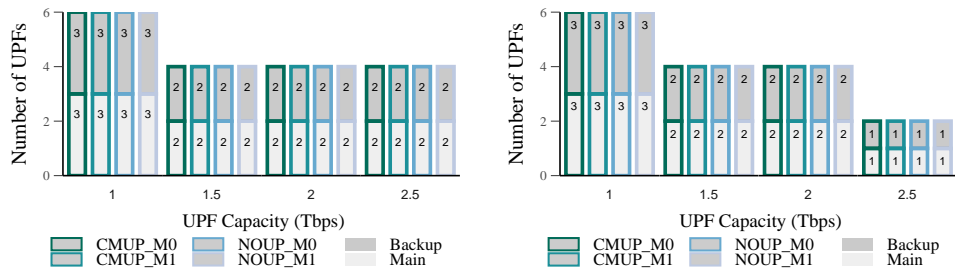 Number of UPFs
6
4
2
0
3 3 3 3
3 3 3 3
2 2 2 2
2 2 2 2
2 2 2 2
2 2 2 2
2 2 2 2
2 2 2 2
1 1.5 2 2.5
UPF Capacity (Tbps)
CMUP_M0 NOUP_M0 Backup
CMUP_M1 NOUP_M1 Main
Number of UPFs
6
4
2
0
3 3 3 3
3 3 3 3
2 2 2 2
2 2 2 2
2 2 2 2
2 2 2 2
1 1 1 1
1 1 1 1
1 1.5 2 2.5
UPF Capacity (Tbps)
CMUP_M0 NOUP_M0 Backup
CMUP_M1 NOUP_M1 Main